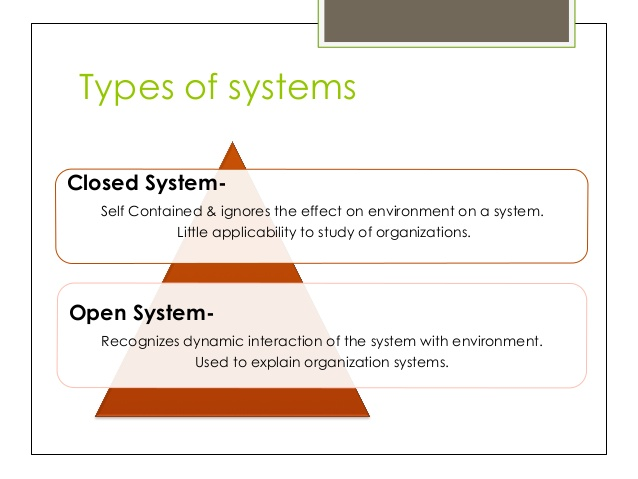 Types of systems
Closed System-
Self Contained & ignores the effect on environment on a system.
Little applicability to study of organizations.
Open System-
Recognizes dynamic interaction of the system with environment.
Used to explain organization systems.